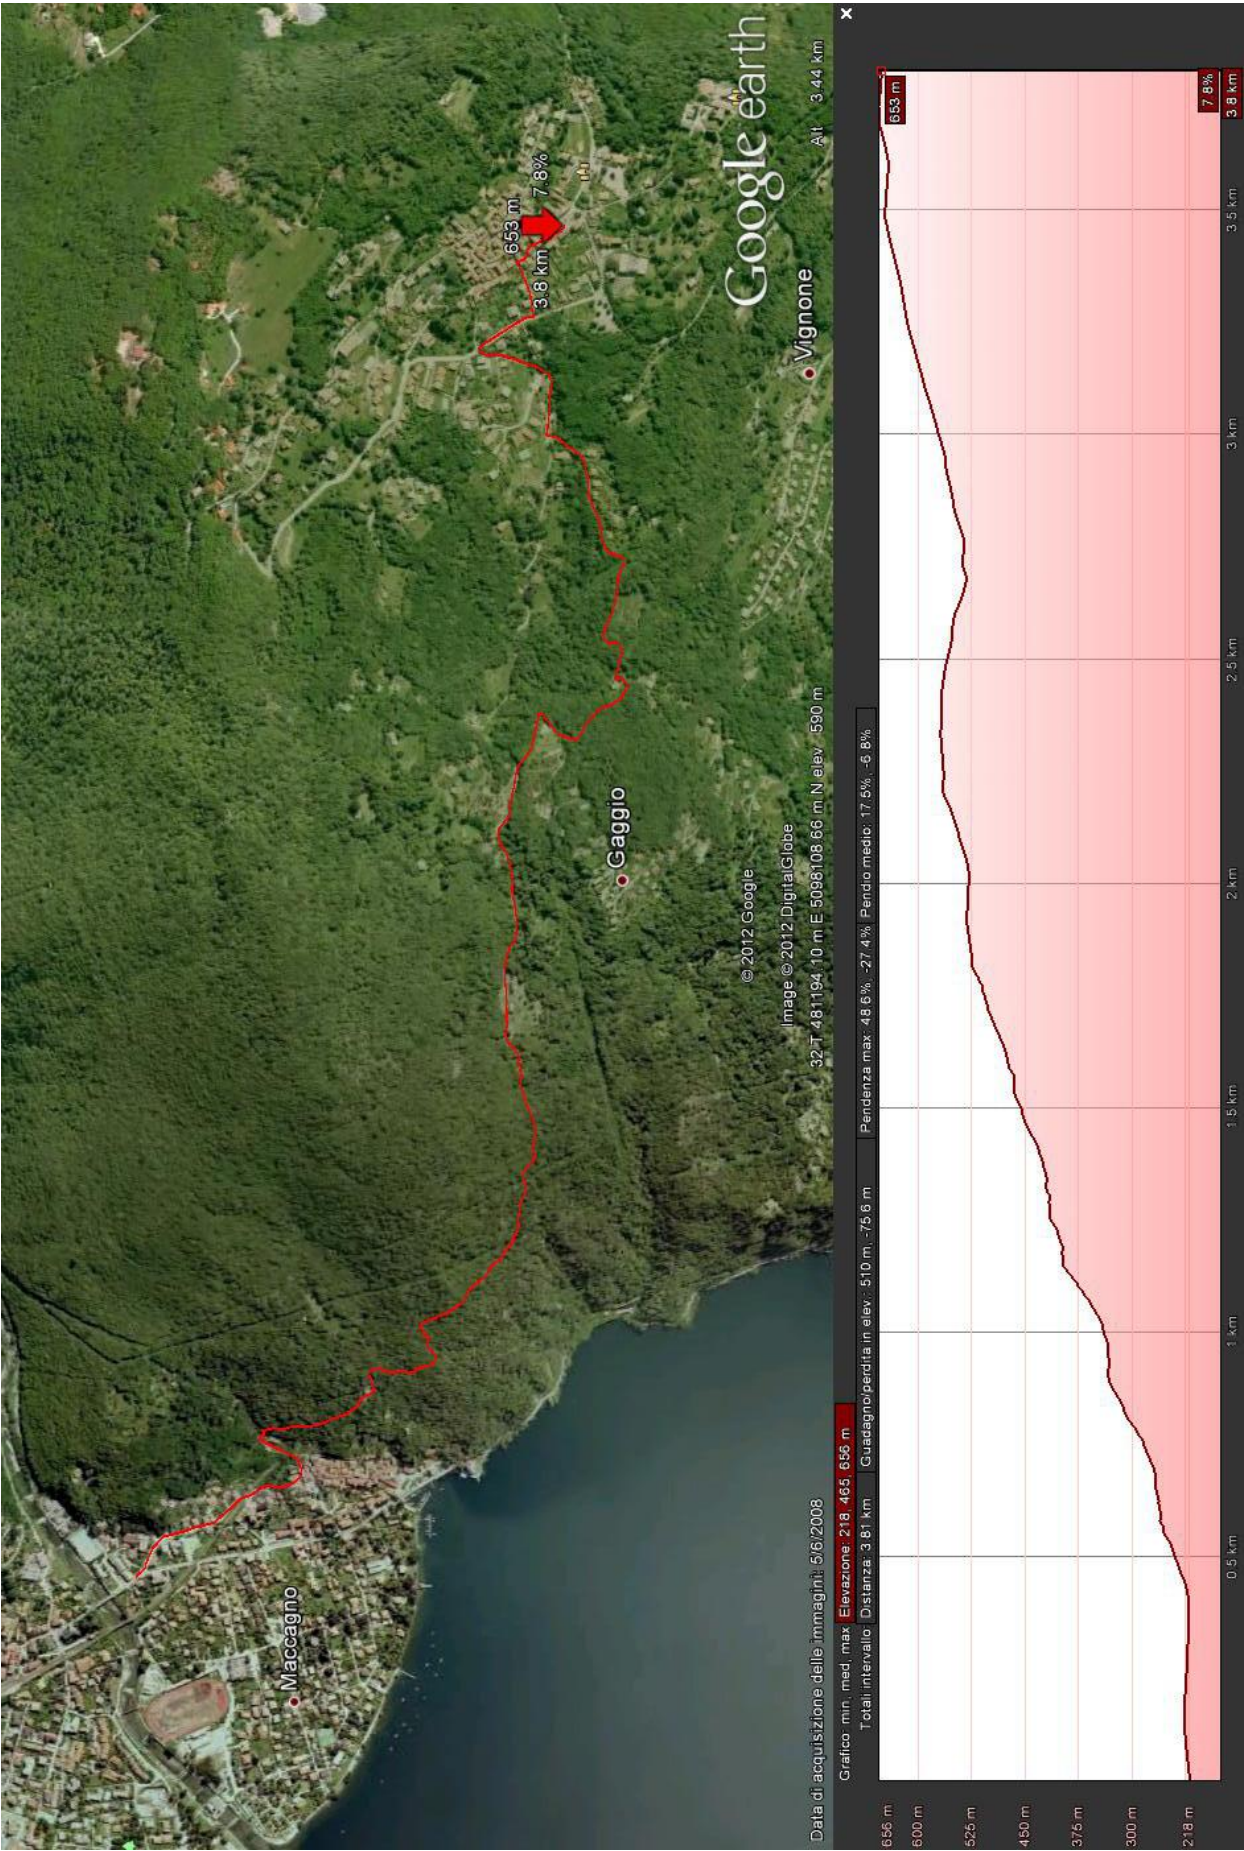 Maccagno
Gaggio
Vignone
653 m
3.8 km
7.8%
© 2012 Google
Image © 2012 DigitalGlobe
Google earth
Data di acquisizione delle immagini: 5/6/2008
32 T 481194.10 m E 5098108.66 m N elev 590 m
Alt 3.44 km
Grafico: min, med, max Elevazione: 218, 465, 656 m
Totali intervallo: Distanza: 3.81 km Guadagno/perdita in elev.: 510 m, -75.6 m Pendenza max: 48.6%, -27.4% Pendio medio: 17.5%, -6.8%
656 m
600 m
525 m
450 m
375 m
300 m
218 m
653 m
7.8%
0.5 km
1 km
1.5 km
2 km
2.5 km
3 km
3.5 km
3.8 km